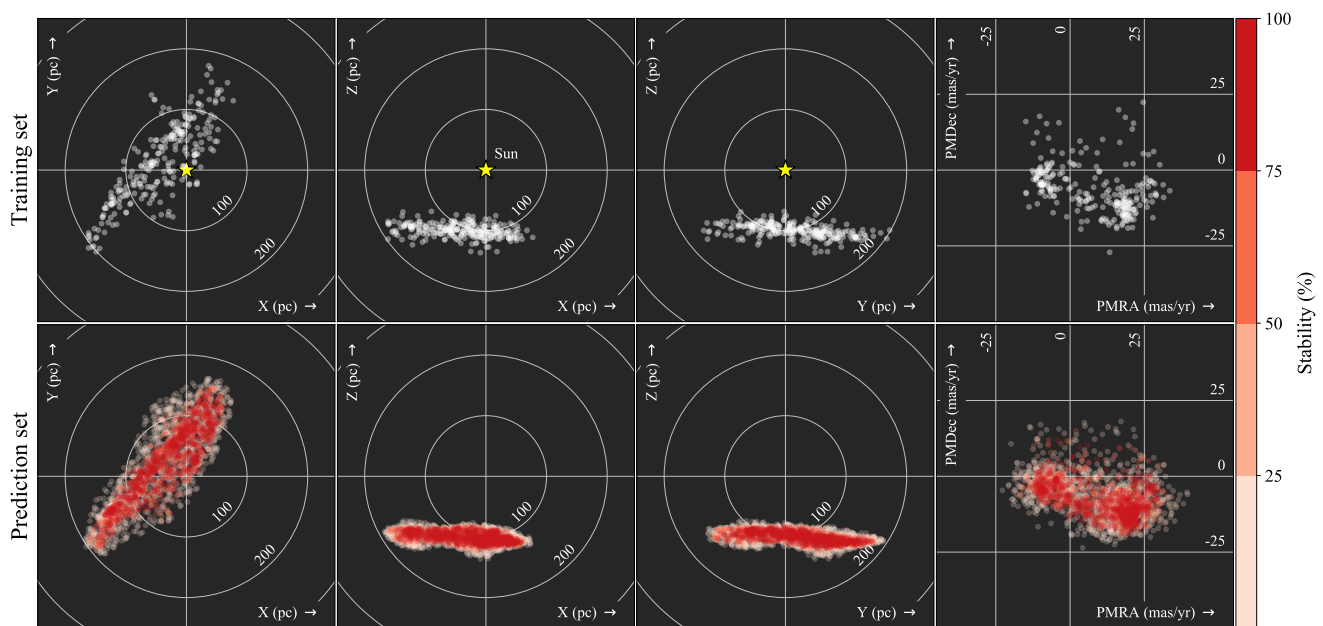 Training set
Y (pc) →
100
200
X (pc) →
Z (pc) →
Sun
100
200
X (pc) →
Z (pc) →
100
200
Y (pc) →
PMDec (mas/yr) →
-25
0
25
25
0
-25
PMRA (mas/yr) →
Prediction set
Y (pc) →
100
200
X (pc) →
Z (pc) →
100
200
X (pc) →
Z (pc) →
100
200
Y (pc) →
PMDec (mas/yr) →
-25
0
25
25
0
-25
PMRA (mas/yr) →
100
75
50
25
Stability (%)